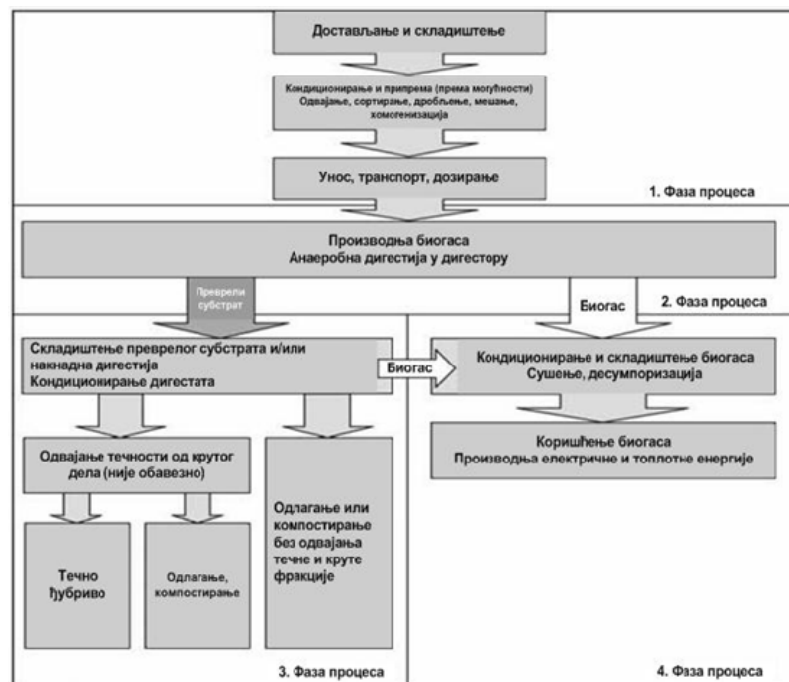 Достављање и складиштење
Кондиционирање и припрема (према могућности)
Одвајање, сортирање, дробљење, мешање,
хомогенизација
Унос, транспорт, дозирање
1. Фаза процеса
Производња биогаса
Анаеробна дигестија у дигестору
Преврели
субстрат
Биогас
2. Фаза процеса
Складиштење преврелог субстрата и/или
накнадна дигестија
Кондиционирање дигестата
Биогас
Кондиционирање и складиштење биогаса
Сушење, десумпоризација
Одвајање течности од крутог
дела (није обавезно)
Одлагање или
компостирање
без одвајања
течне и круте
фракције
Коришћење биогаса
Производња електричне и топлотне енергије
Течно
ђубриво
Одлагање,
компостирање
3. Фаза процеса
4. Фаза процеса